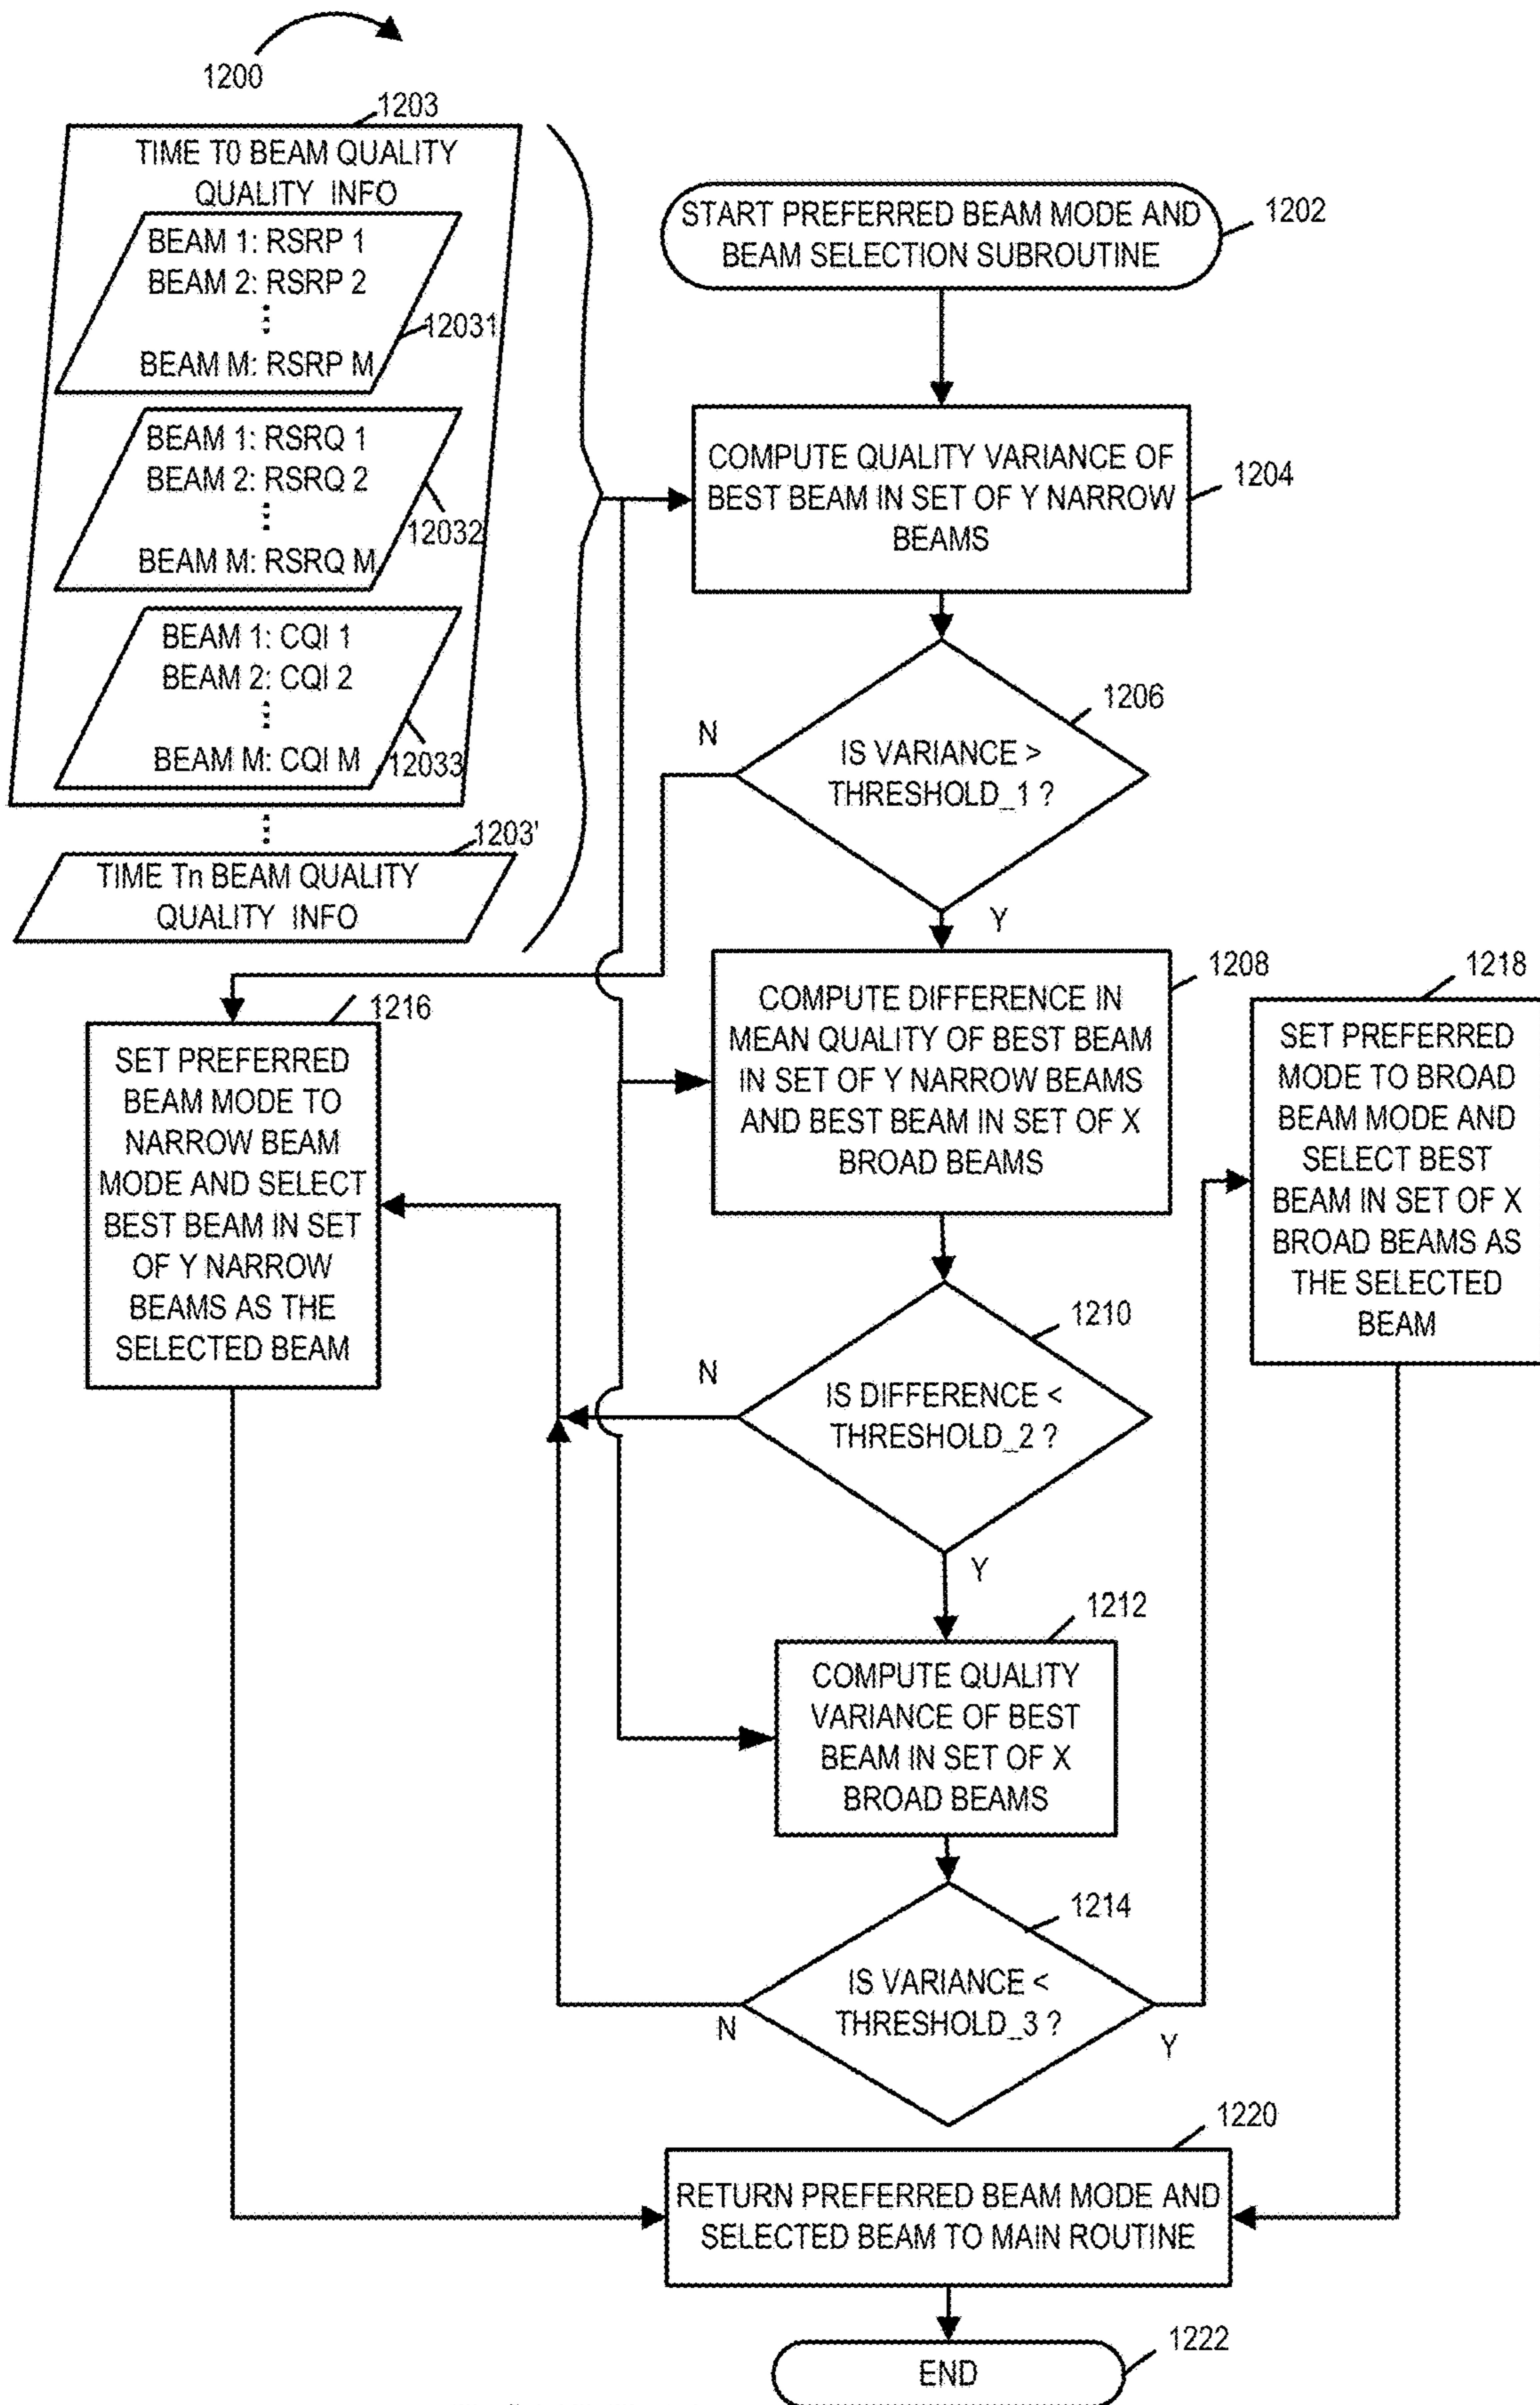 1200
1203
TIME T0 BEAM QUALITY
QUALITY INFO
BEAM 1: RSRP 1
BEAM 2: RSRP 2
BEAM M: RSRP M
12031
BEAM 1: RSRQ 1
BEAM 2: RSRQ 2
BEAM M: RSRQ M
12032
BEAM 1: CQI 1
BEAM 2: CQI 2
BEAM M: CQI M
12033
1203'
TIME Tn BEAM QUALITY
QUALITY INFO
START PREFERRED BEAM MODE AND
BEAM SELECTION SUBROUTINE
1202
COMPUTE QUALITY VARIANCE OF
BEST BEAM IN SET OF Y NARROW
BEAMS
1204
IS VARIANCE >
THRESHOLD_1 ?
1206
N
Y
COMPUTE DIFFERENCE IN
MEAN QUALITY OF BEST BEAM
IN SET OF Y NARROW BEAMS
AND BEST BEAM IN SET OF X
BROAD BEAMS
1208
1216
SET PREFERRED
BEAM MODE TO
NARROW BEAM
MODE AND SELECT
BEST BEAM IN SET
OF Y NARROW
BEAMS AS THE
SELECTED BEAM
1218
SET PREFERRED
MODE TO BROAD
BEAM MODE AND
SELECT BEST
BEAM IN SET OF X
BROAD BEAMS AS
THE SELECTED
BEAM
1210
N
IS DIFFERENCE <
THRESHOLD_2 ?
Y
1212
COMPUTE QUALITY
VARIANCE OF BEST
BEAM IN SET OF X
BROAD BEAMS
1214
IS VARIANCE <
THRESHOLD_3 ?
N
Y
1220
RETURN PREFERRED BEAM MODE AND
SELECTED BEAM TO MAIN ROUTINE
1222
END